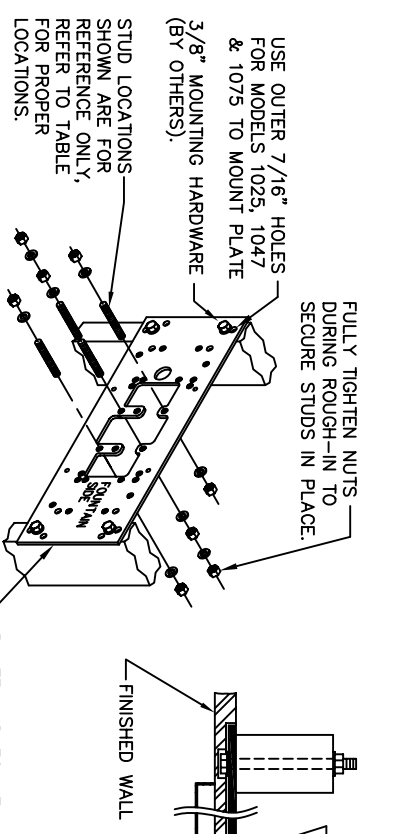 FULLY TIGHTEN NUTS
DURING ROUGH-IN TO
SECURE STUDS IN PLACE.
USE OUTER 7/16" HOLES
FOR MODELS 1025, 1047
& 1075 TO MOUNT PLATE
3/8" MOUNTING HARDWARE
(BY OTHERS).
STUD LOCATIONS
SHOWN ARE FOR
REFERENCE ONLY,
REFER TO TABLE
FOR PROPER
LOCATIONS.
FOUNTAIN
SIDE
FINISHED WALL